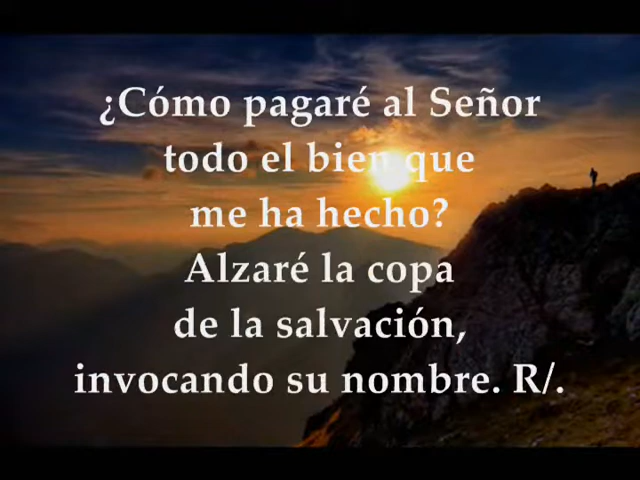 ¿Cómo pagaré al Señor
todo el bien que
me ha hecho?
Alzaré la copa
de la salvación,
invocando su nombre. R/.